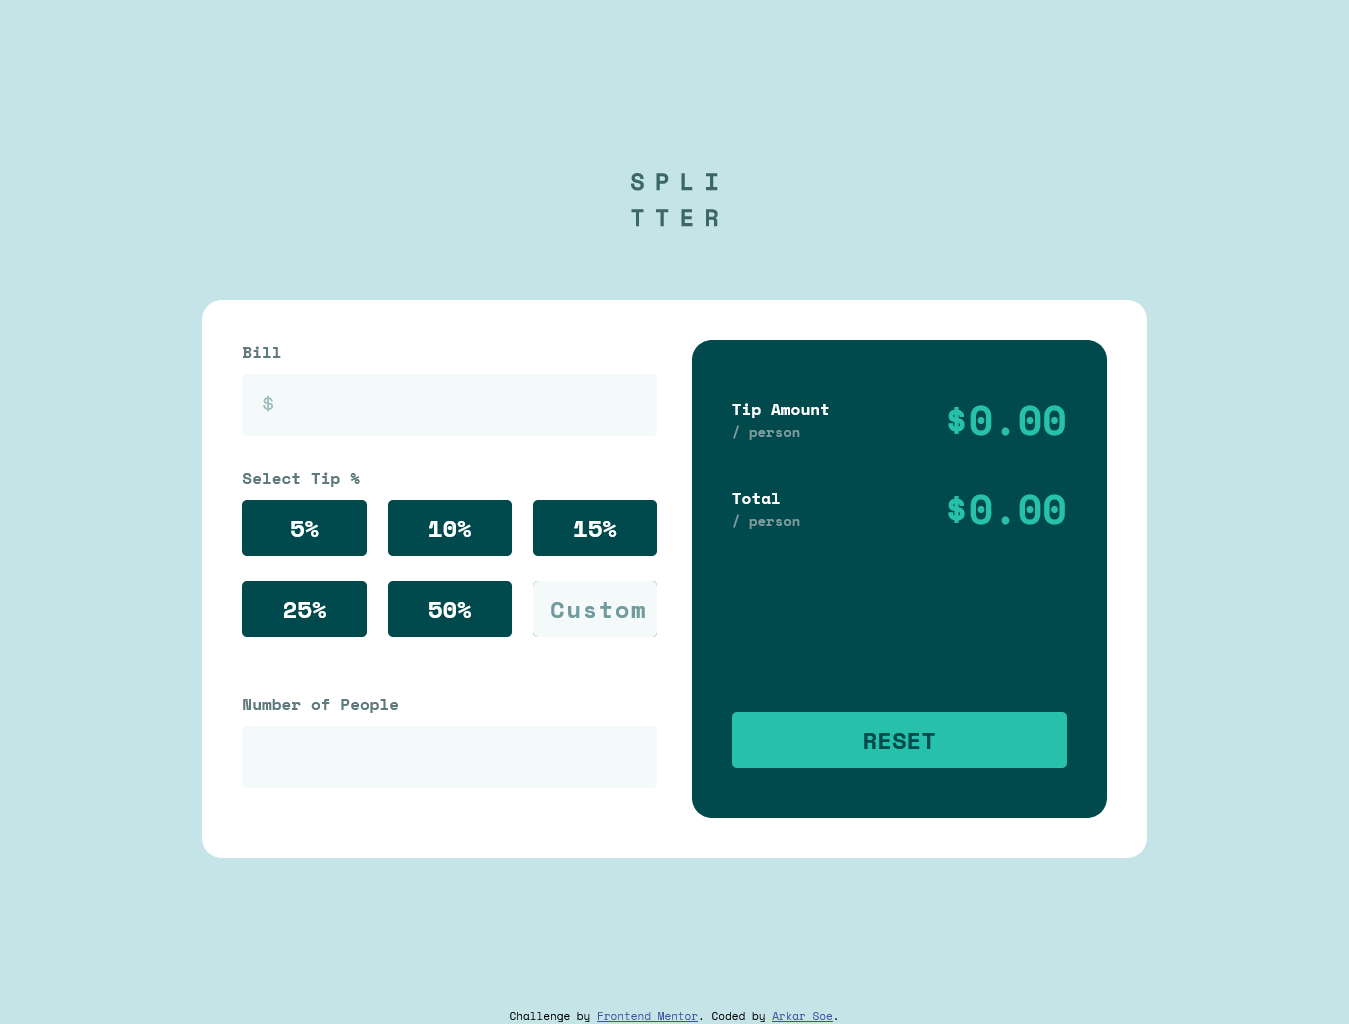 SPLI
TTER
Bill
$
Select Tip %
5% 10% 15%
25% 50% Custom
Number of People
Tip Amount
/ person
$0.00
Total
/ person
$0.00
RESET
Challenge by Frontend Mentor. Coded by Arkar Soe.